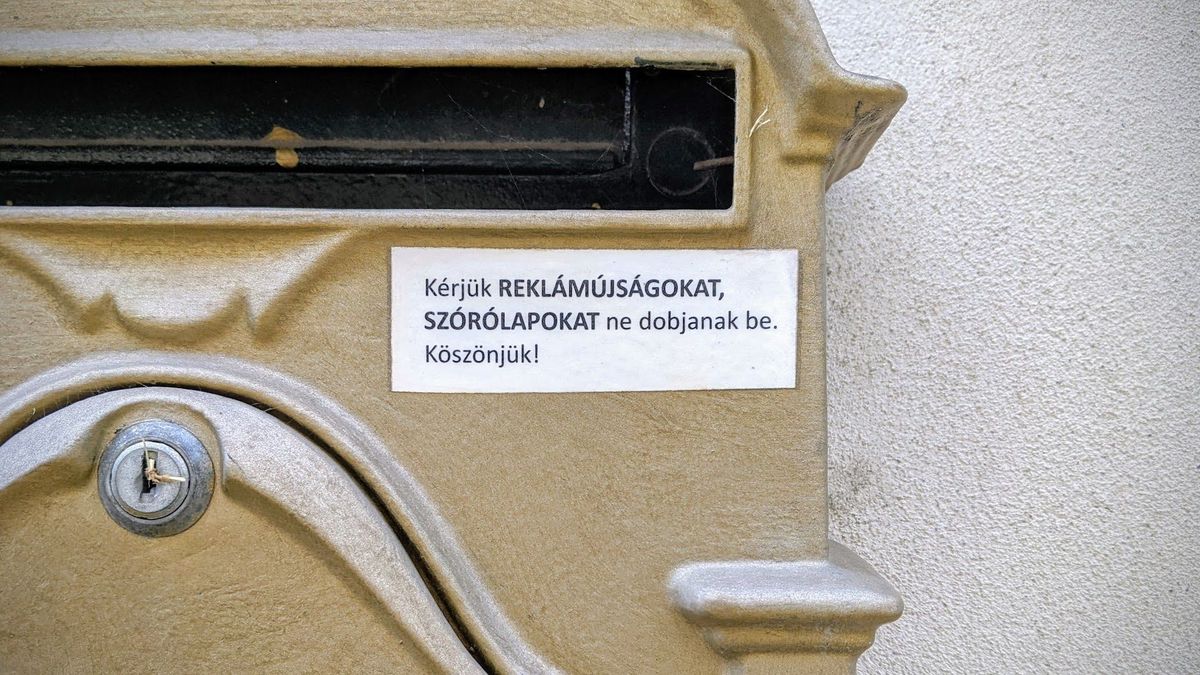 Kérjük REKLÁMÚJSÁGOKAT,
SZÓRÓLAPOKAT ne dobjanak be.
Köszönjük!